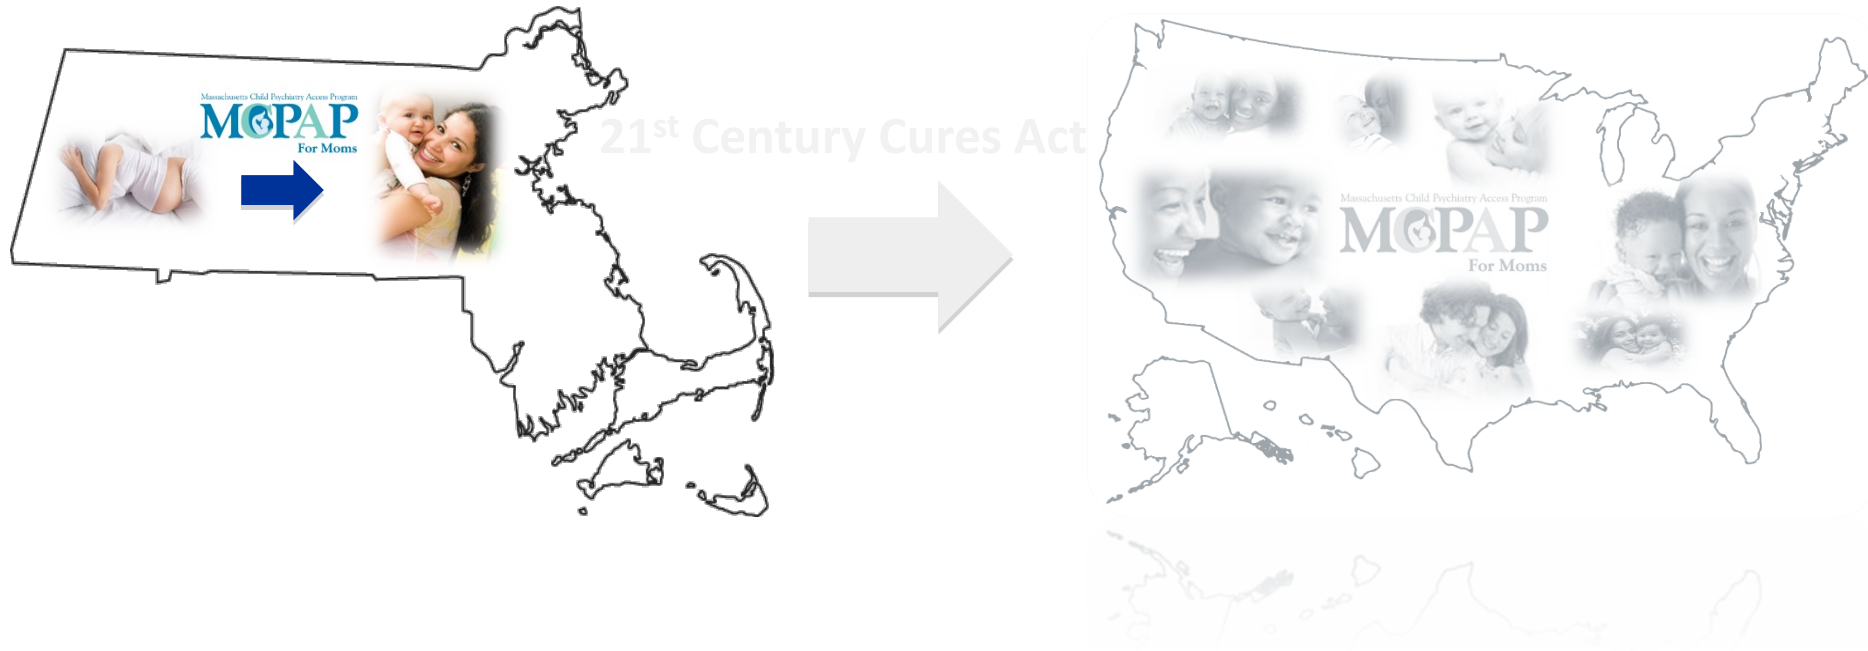 Massachusetts Child Psychiatry Access Program
MCPAP
For Moms
21st Century Cures Act
Massachusetts Child Psychiatry Access Program
MCPAP
For Moms